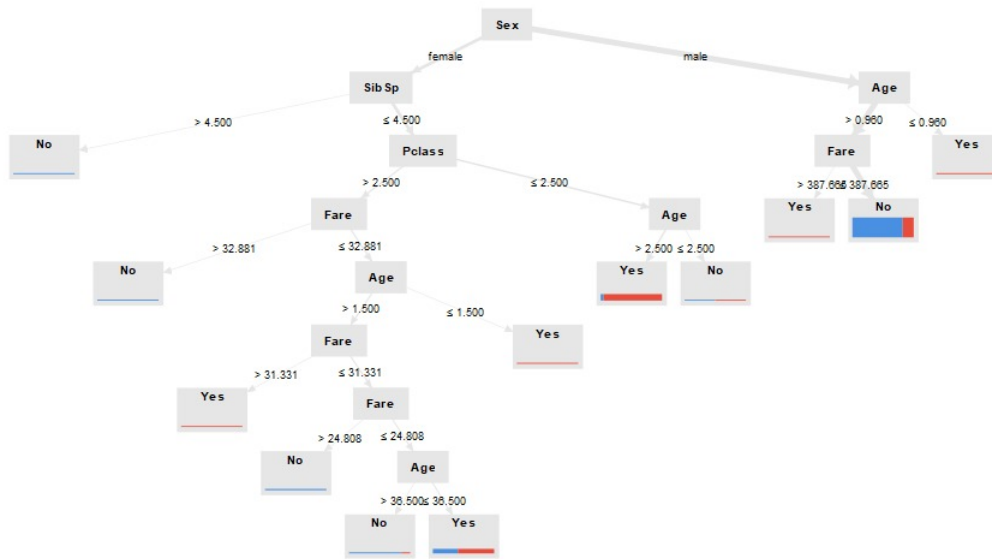 Sex
female
male
SibSp
Age
> 4.500
≤ 4.500
> 0.960
≤ 0.960
No
Pclass
Fare
Yes
> 2.500
≤ 2.500
> 387.665
≤ 387.665
Fare
Age
Yes
No
> 32.881
≤ 32.881
> 2.500
≤ 2.500
No
Age
Yes
No
> 1.500
≤ 1.500
Fare
Yes
> 31.331
≤ 31.331
Yes
Fare
> 24.808
≤ 24.808
No
Age
> 36.500
≤ 36.500
No
Yes